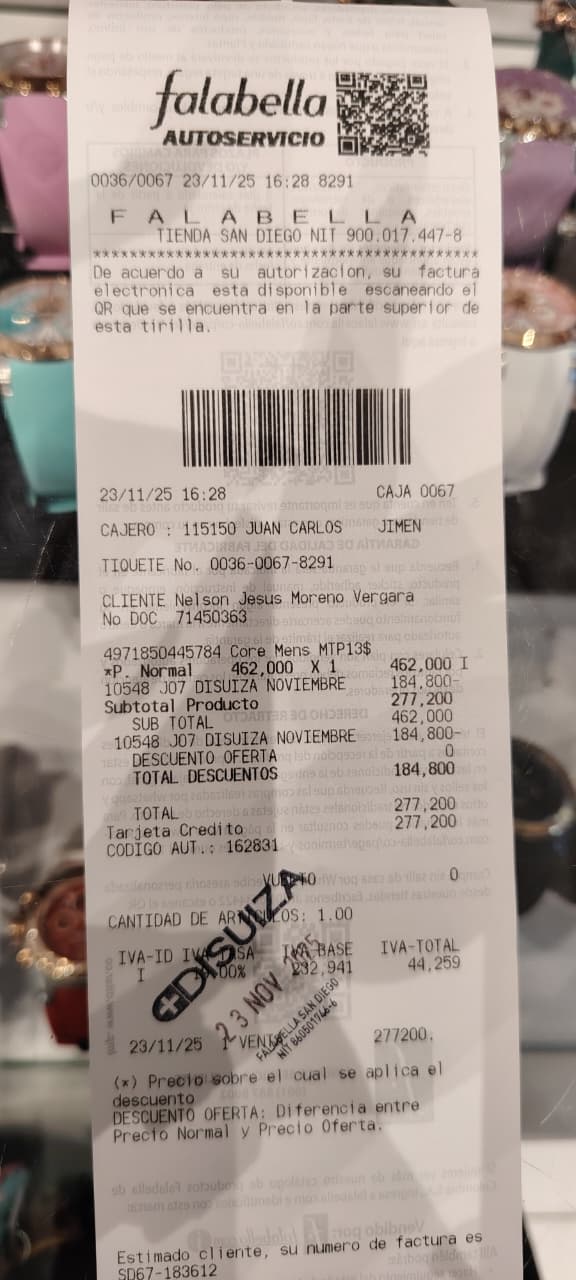 falabella
AUTOSERVICIO
0036/0067 23/11/25 16:28 8291
F A L A B E L L A
TIENDA SAN DIEGO NIT 900.017.447-8
******************************************
De acuerdo a su autorizacion, su factura
electronica esta disponible escaneando el
QR que se encuentra en la parte superior de
esta tirilla.
23/11/25 16:28 CAJA 0067
CAJERO : 115150 JUAN CARLOS JIMEN
TIQUETE No. 0036-0067-8291
CLIENTE Nelson Jesus Moreno Vergara
No DOC 71450363
4971850445784 Core Mens MTP13$
*P. Normal 462,000 X 1 462,000 I
10548 J07 DISUIZA NOVIEMBRE 184,800-
Subtotal Producto 277,200
SUB TOTAL 462,000
10548 J07 DISUIZA NOVIEMBRE 184,800-
DESCUENTO OFERTA 0
TOTAL DESCUENTOS 184,800
TOTAL 277,200
Tarjeta Credito 277,200
CODIGO AUT.: 162831
VUELTO 0
CANTIDAD DE ARTICULOS: 1.00
IVA-ID IVA-TASA IVA-BASE IVA-TOTAL
I 19.00% 232,941 44,259
DISUIZA
23 NOV 2025
FALABELLA SAN DIEGO
23/11/25 1 VENTA 277200.
(*) Precio sobre el cual se aplica el
descuento
DESCUENTO OFERTA: Diferencia entre
Precio Normal y Precio Oferta.
Estimado cliente, su numero de factura es
SD67-183612